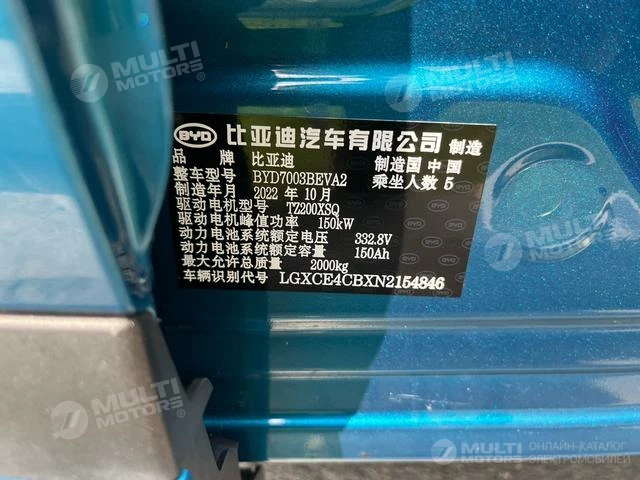 BYD 比亚迪汽车有限公司 制造
品 牌 比亚迪 制造国 中国
整车型号 BYD7003BEVA2 乘坐人数 5
制造年月 2022 年 10 月
驱动电机型号 TZ200XSQ
驱动电机峰值功率 150kW
动力电池系统额定电压 332.8V
动力电池系统额定容量 150Ah
最大允许总质量 2000kg
车辆识别代号 LGXCE4CBXN2154846
MULTI MOTORS®
MULTI MOTORS®
MULTI MOTORS®
MULTI MOTORS®
MULTI MOTORS
ОНЛАЙН-КАТАЛОГ
ЭЛЕКТРОМОБИЛЕЙ